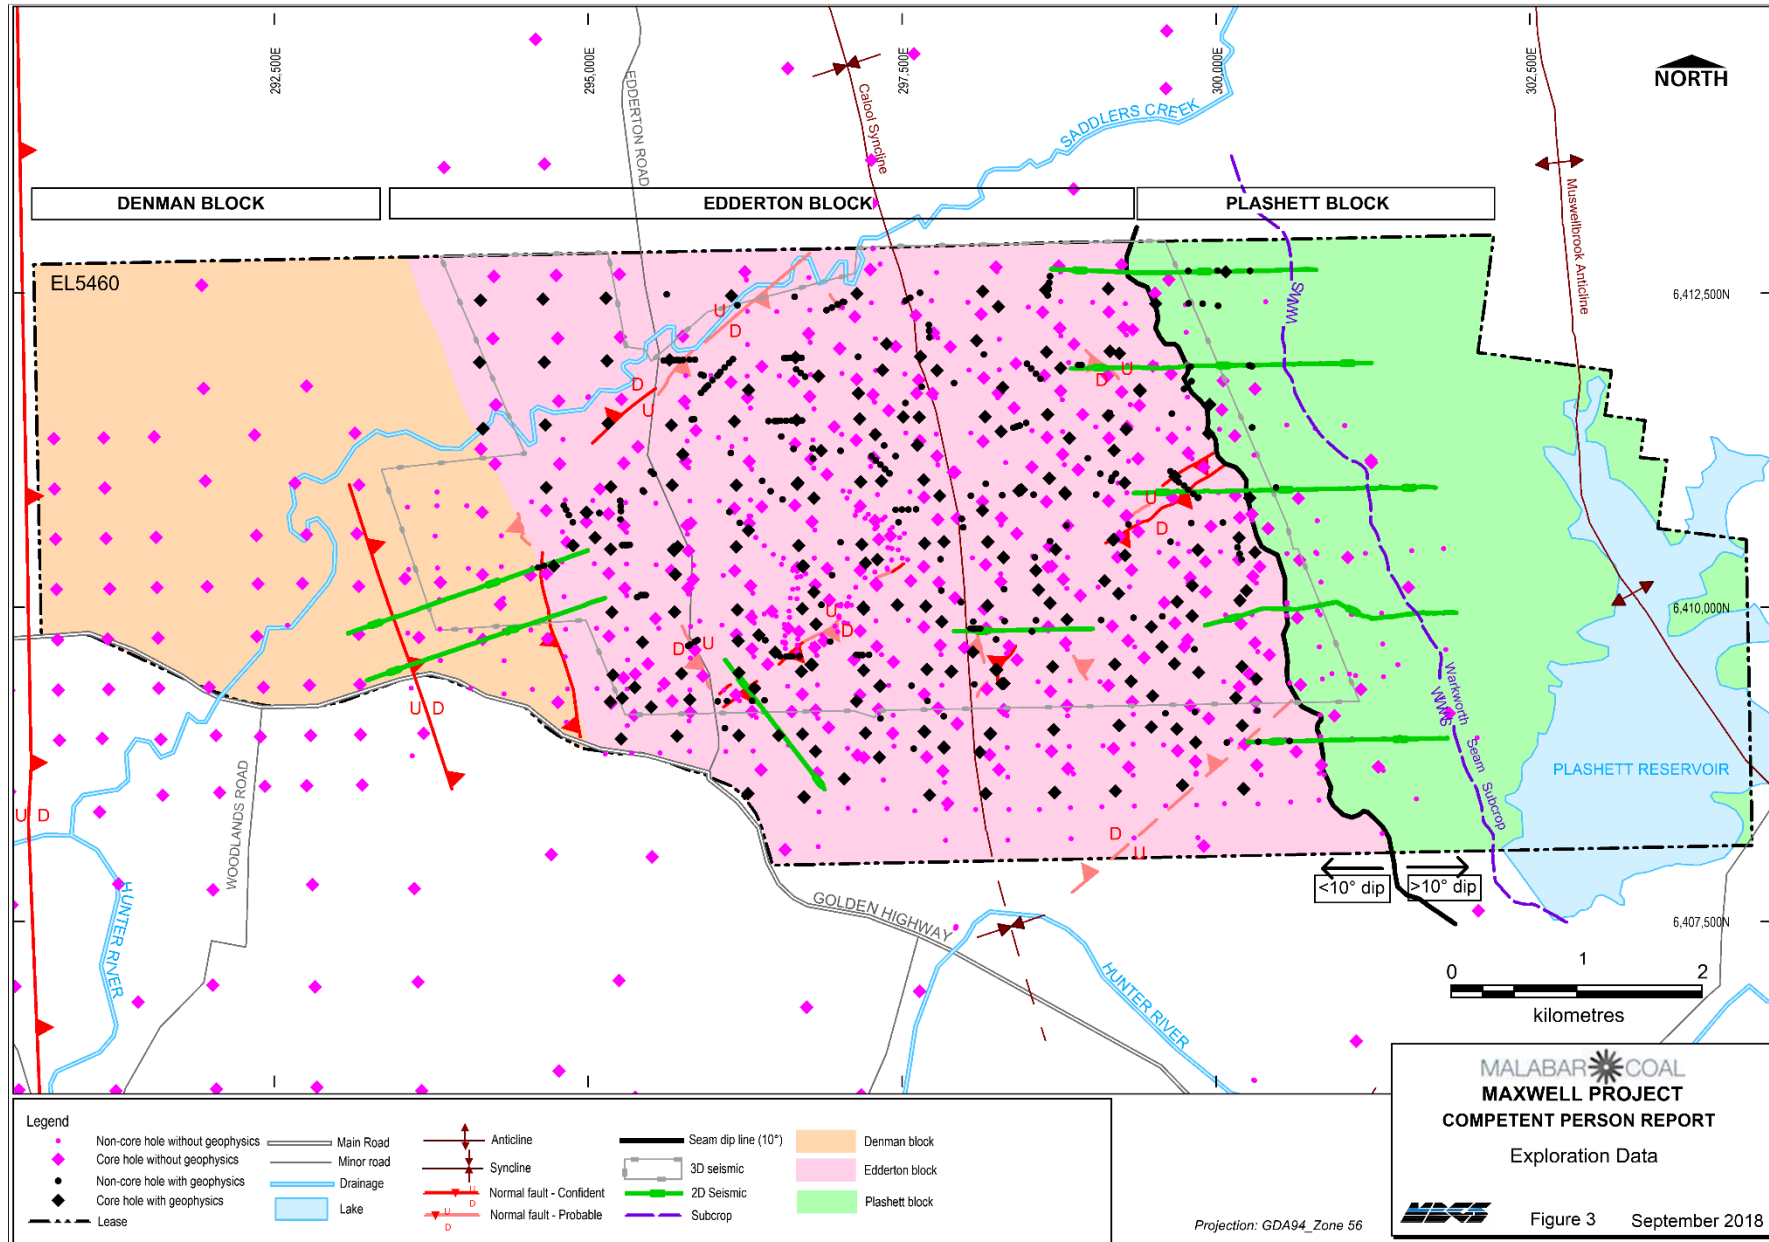 292,500E
295,000E
297,500E
300,000E
302,500E
NORTH
EDDERTON ROAD
Calool Syncline
SADDLERS CREEK
Muswellbrook Anticline
DENMAN BLOCK
EDDERTON BLOCK
PLASHETT BLOCK
EL5460
6,412,500N
U
D
D
U
D
U
U
D
U
D
D
U
U
D
U
D
U
D
D
U
6,410,000N
Warkworth
Seam
Subcrop
PLASHETT RESERVOIR
WOODLANDS ROAD
HUNTER RIVER
GOLDEN HIGHWAY
HUNTER RIVER
<10° dip
>10° dip
6,407,500N
0
1
2
kilometres
MALABAR COAL
MAXWELL PROJECT
COMPETENT PERSON REPORT
Exploration Data
Figure 3
September 2018
Legend
Non-core hole without geophysics
Core hole without geophysics
Non-core hole with geophysics
Core hole with geophysics
Lease
Main Road
Minor road
Drainage
Lake
Anticline
Syncline
Normal fault - Confident
U
D
Normal fault - Probable
U
D
Seam dip line (10°)
3D seismic
2D Seismic
Subcrop
Denman block
Edderton block
Plashett block
Projection: GDA94_Zone 56